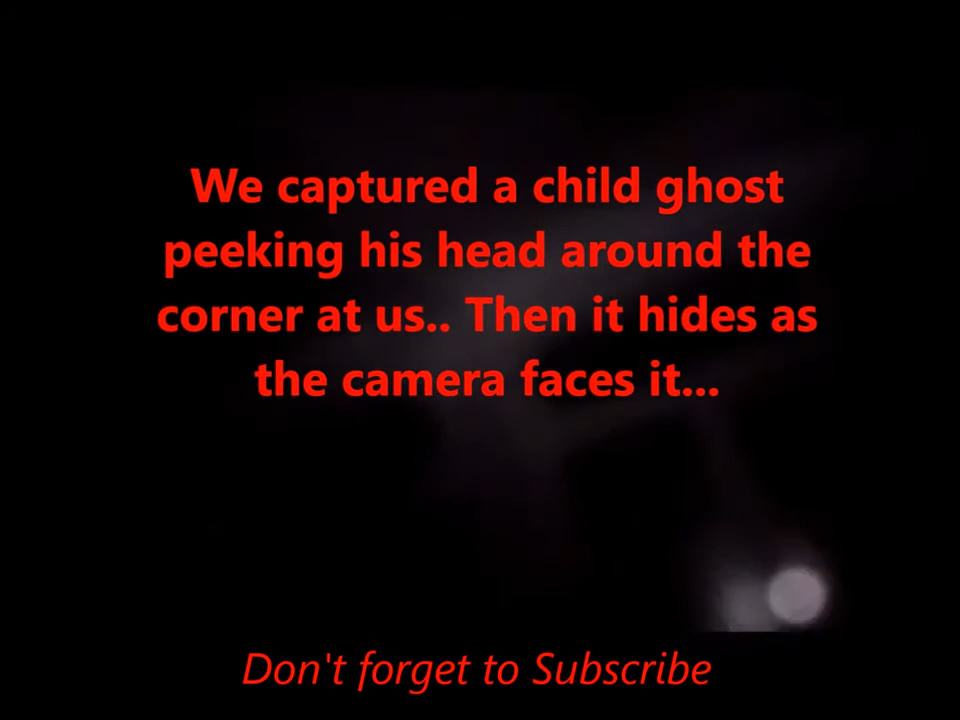 We captured a child ghost
peeking his head around the
corner at us.. Then it hides as
the camera faces it...
Don't forget to Subscribe